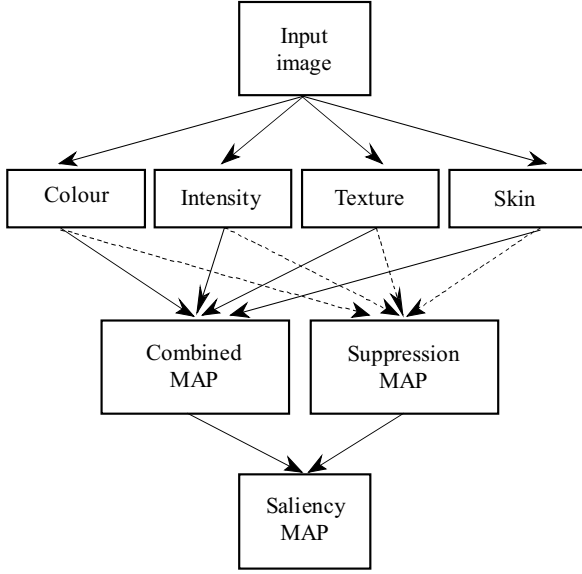 Input
image
Colour
Intensity
Texture
Skin
Combined
MAP
Suppression
MAP
Saliency
MAP